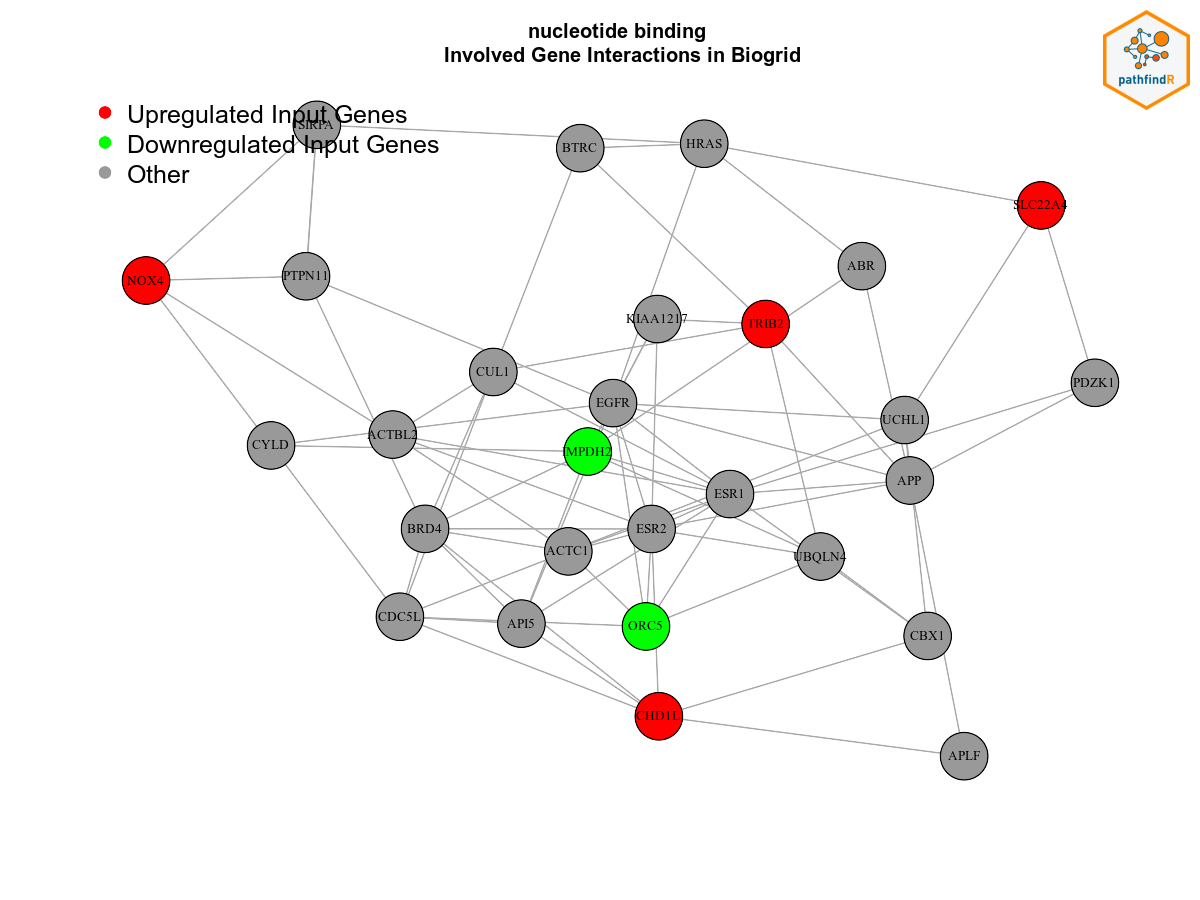 nucleotide binding
Involved Gene Interactions in Biogrid
pathfindR
Upregulated Input Genes
SIRPA
Downregulated Input Genes
Other
BTRC
HRAS
SLC22A4
NOX4
PTPN11
ABR
KIAA1217
TRIB2
CUL1
PDZK1
EGFR
UCHL1
CYLD
ACTBL2
IMPDH2
APP
ESR1
BRD4
ESR2
ACTC1
UBQLN4
CDC5L
API5
ORC5
CBX1
CHD1L
APLF